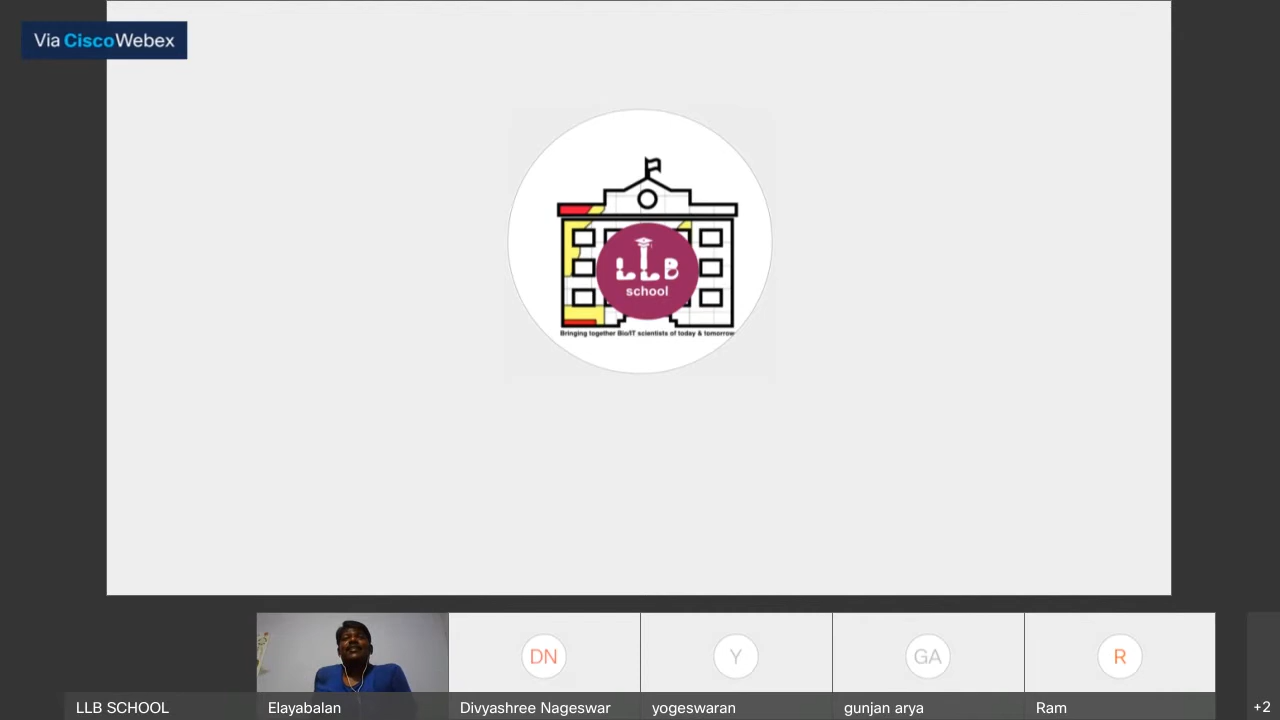 Via CiscoWebex
LLB
school
Bringing together Bio/IT scientists of today & tomorrow
DN
Y
GA
R
LLB SCHOOL
Elayabalan
Divyashree Nageswar
yogeswaran
gunjan arya
Ram
+2